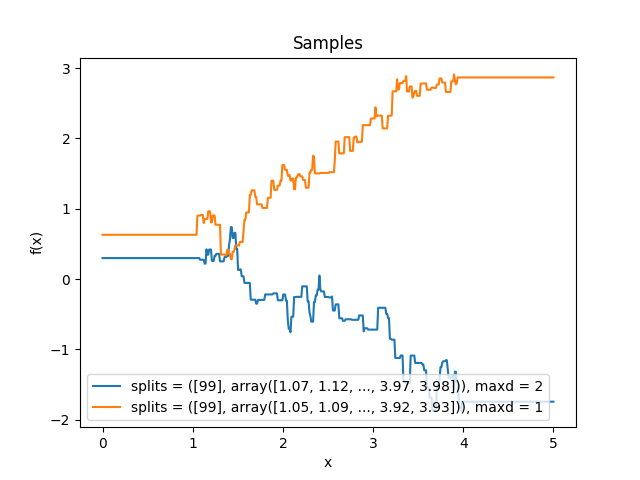 Samples
f(x)
3
2
1
0
−1
−2
splits = ([99], array([1.07, 1.12, ..., 3.97, 3.98])), maxd = 2
splits = ([99], array([1.05, 1.09, ..., 3.92, 3.93])), maxd = 1
0 1 2 3 4 5
x